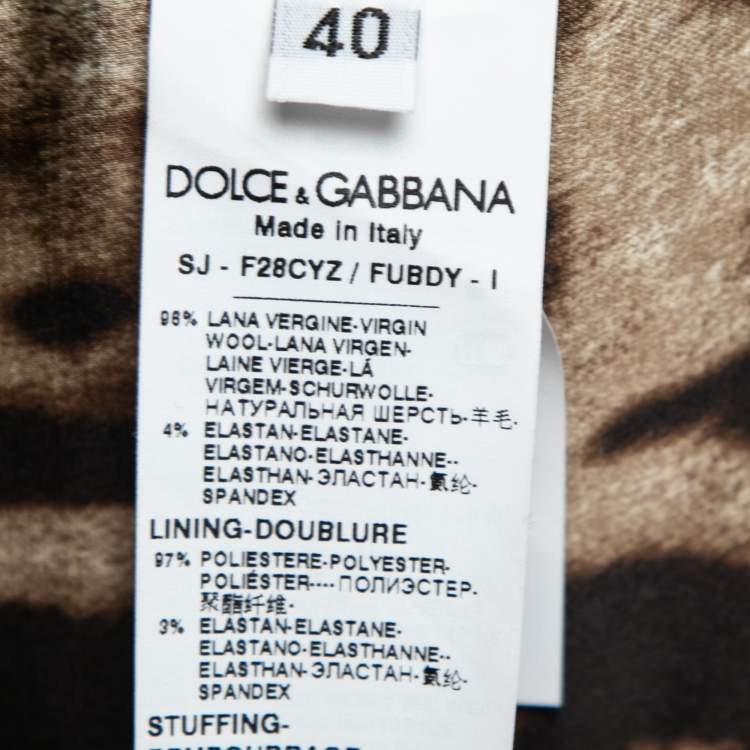 40
DOLCE & GABBANA
Made in Italy
SJ - F28CYZ / FUBDY - I
96% LANA VERGINE-VIRGIN
WOOL-LANA VIRGEN-
LAINE VIERGE-LÁ
VIRGEM-SCHURWOLLE-
НАТУРАЛЬНАЯ ШЕРСТЬ-羊毛-
4% ELASTAN-ELASTANE-
ELASTANO-ELASTHANNE--
ELASTHAN-ЭЛАСТАН-氨纶-
SPANDEX
LINING-DOUBLURE
97% POLIESTERE-POLYESTER-
POLIÉSTER----ПОЛИЭСТЕР-
聚酯纤维-
3% ELASTAN-ELASTANE-
ELASTANO-ELASTHANNE--
ELASTHAN-ЭЛАСТАН-氨纶-
SPANDEX
STUFFING-